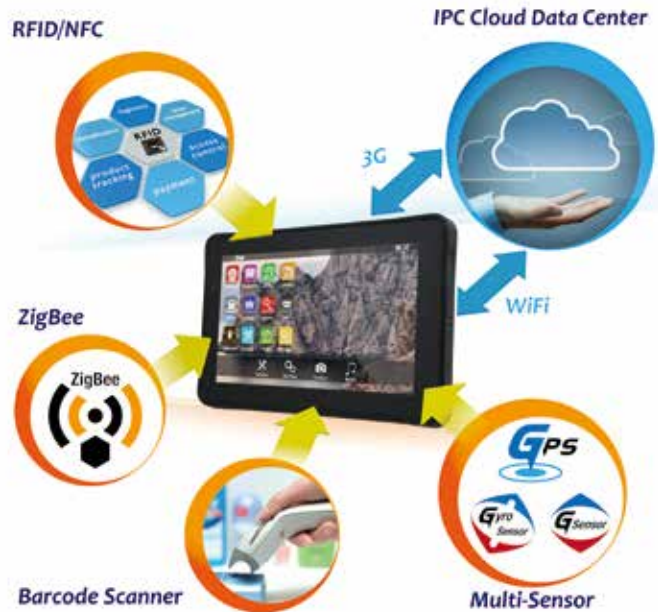 RFID/NFC
IPC Cloud Data Center
RFID
access
control
product
tracking
payment
3G
WiFi
ZigBee
ZigBee
GPS
Gyro
Sensor
G
Sensor
Barcode Scanner
Multi-Sensor